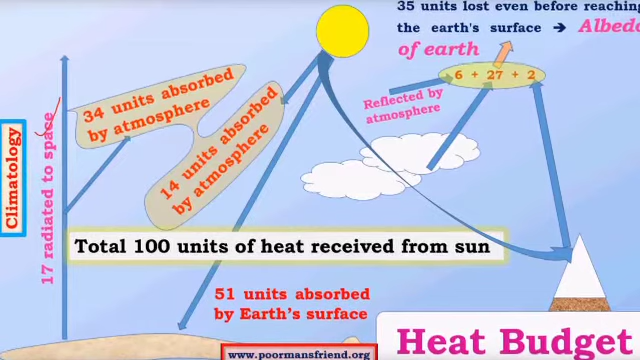 35 units lost even before reaching
the earth's surface → Albedo
of earth
6 + 27 + 2
Reflected by
atmosphere
34 units absorbed
by atmosphere
14 units absorbed
by atmosphere
Climatology
17 radiated to space
Total 100 units of heat received from sun
51 units absorbed
by Earth's surface
Heat Budget
www.poormansfriend.org